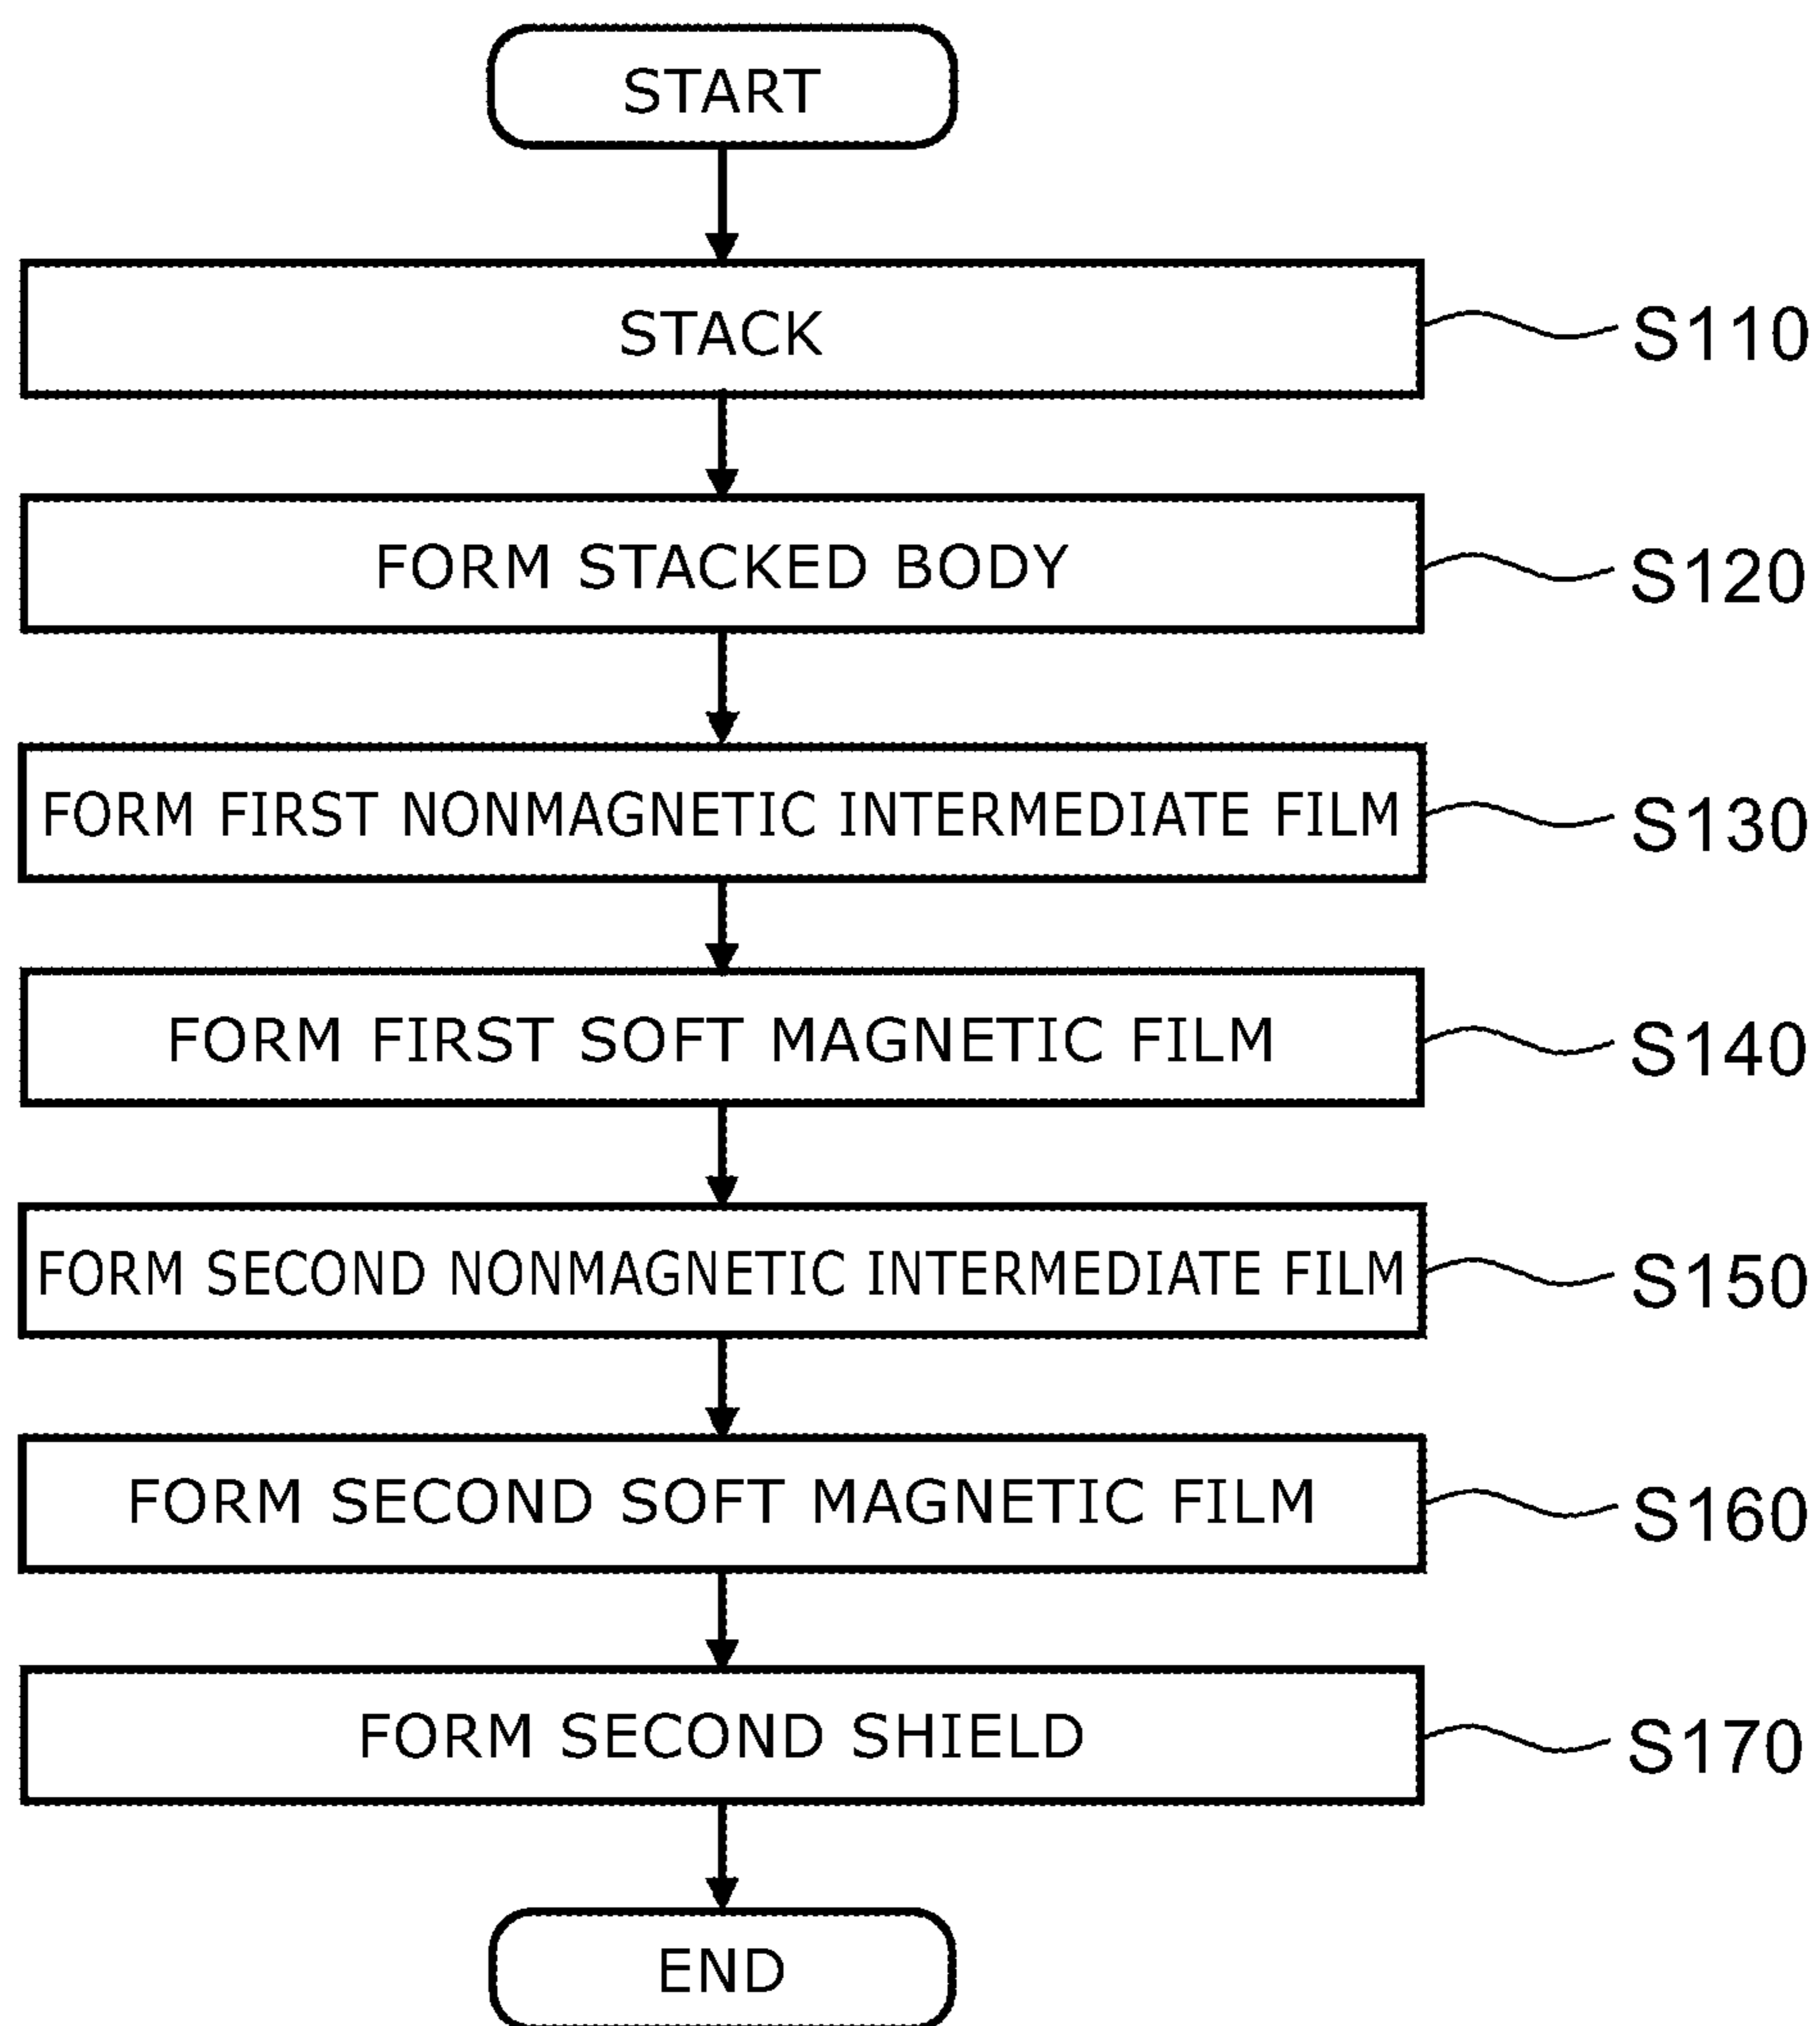 START
STACK
S110
FORM STACKED BODY
S120
FORM FIRST NONMAGNETIC INTERMEDIATE FILM
S130
FORM FIRST SOFT MAGNETIC FILM
S140
FORM SECOND NONMAGNETIC INTERMEDIATE FILM
S150
FORM SECOND SOFT MAGNETIC FILM
S160
FORM SECOND SHIELD
S170
END